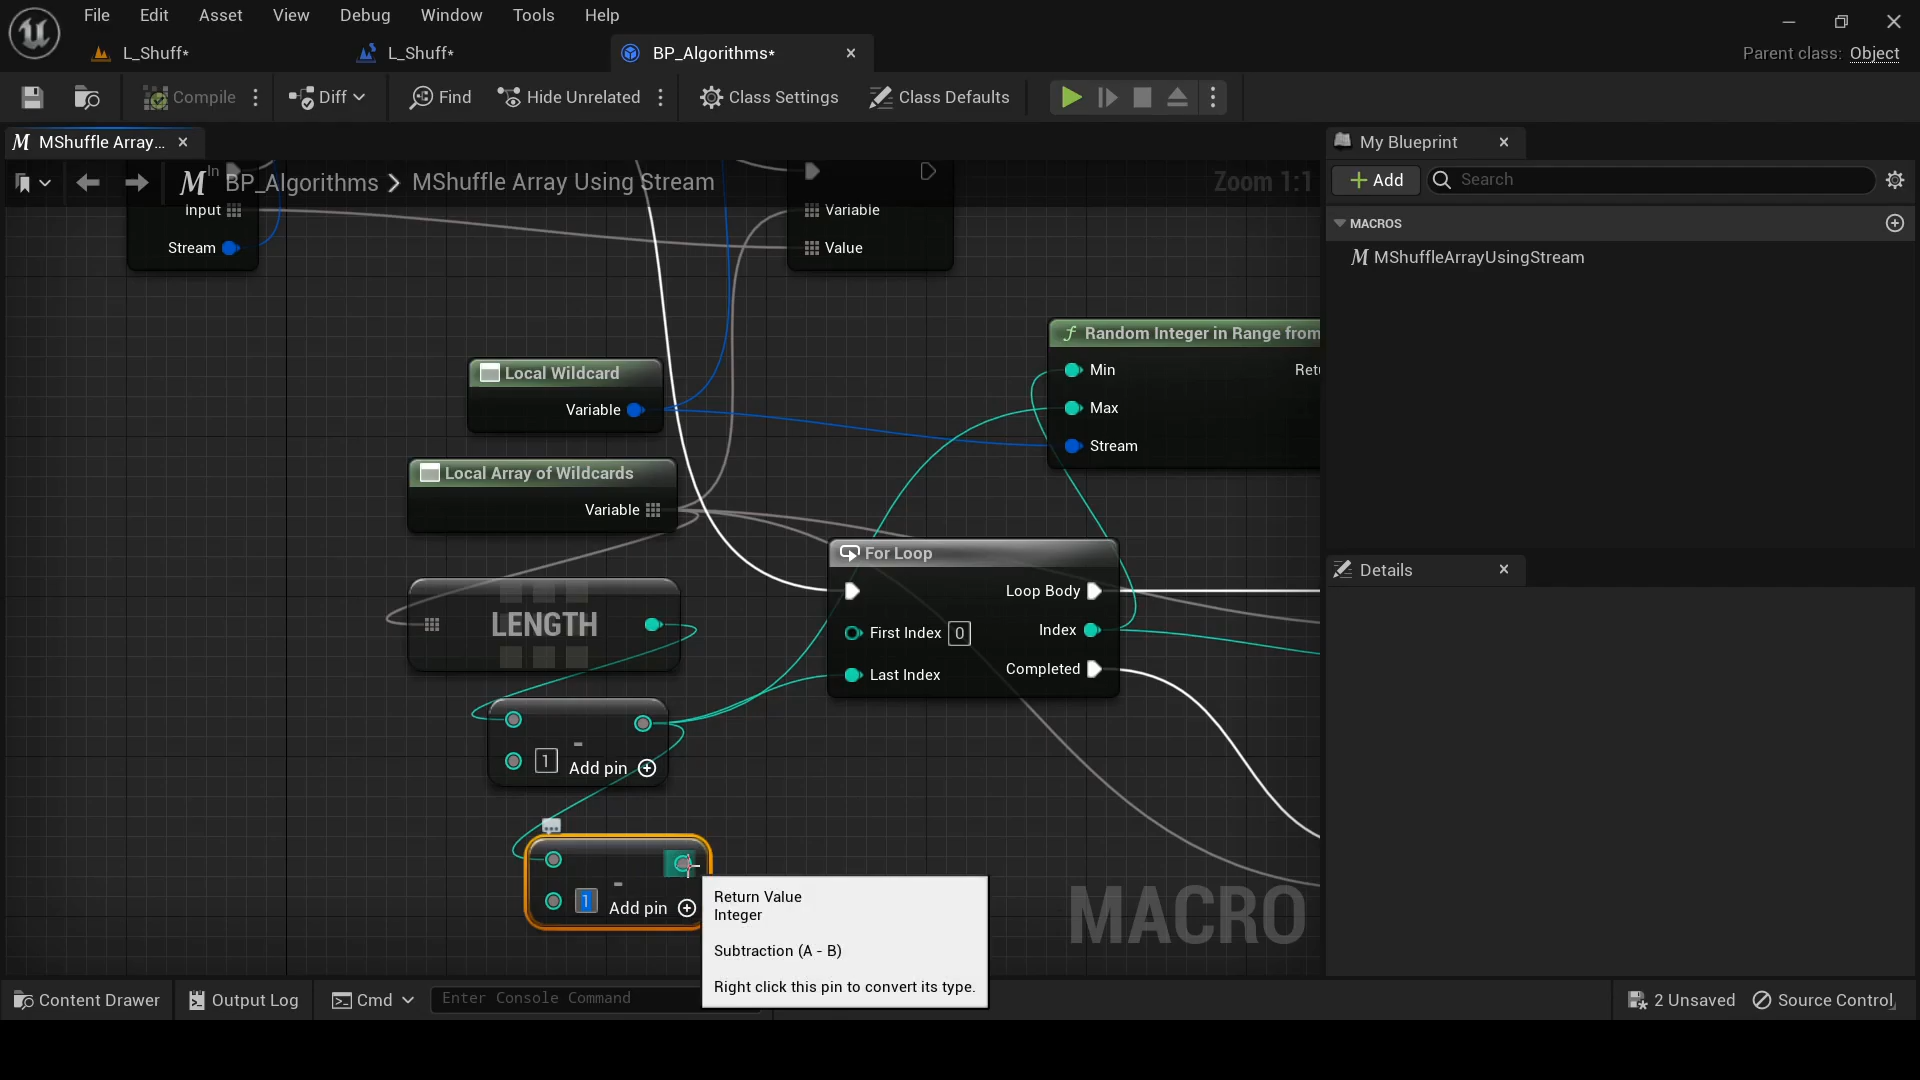 File Edit Asset View Debug Window Tools Help
L_Shuff* L_Shuff* BP_Algorithms*
Parent class: Object
Compile Diff Find Hide Unrelated Class Settings Class Defaults
M MShuffle Array...
M BP_Algorithms > MShuffle Array Using Stream
Zoom 1:1
In
Input
Stream
Variable
Value
Local Wildcard
Variable
Local Array of Wildcards
Variable
LENGTH
- 
1 Add pin
-
1 Add pin
For Loop
Loop Body
First Index 0
Index
Completed
Last Index
f Random Integer in Range from
Min
Retu
Max
Stream
Return Value
Integer
Subtraction (A - B)
Right click this pin to convert its type.
MACRO
My Blueprint
+ Add Search
MACROS
M MShuffleArrayUsingStream
Details
Content Drawer Output Log Cmd Enter Console Command
2 Unsaved Source Control